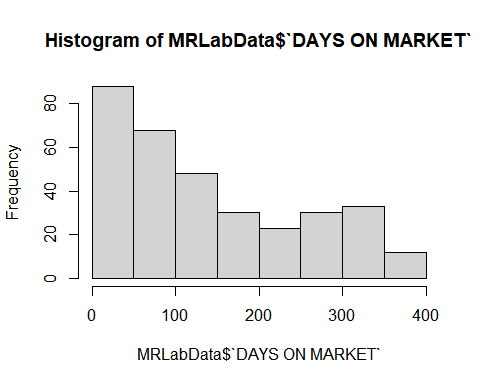 Histogram of MRLabData$`DAYS ON MARKET`
Frequency
80
60
40
20
0
0 100 200 300 400
MRLabData$`DAYS ON MARKET`